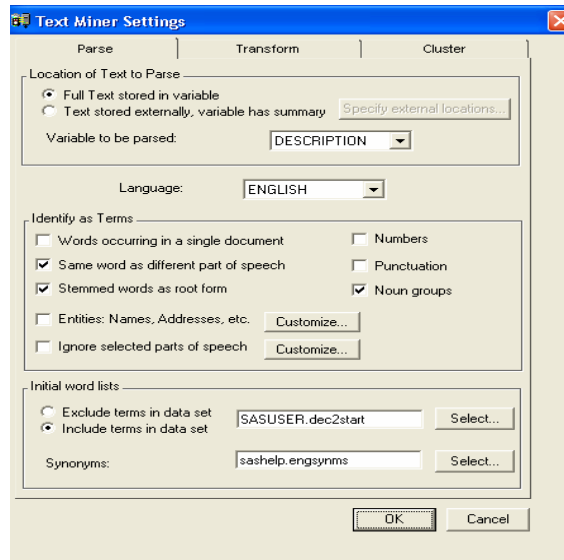 Text Miner Settings
Parse Transform Cluster
Location of Text to Parse
Full Text stored in variable
Text stored externally, variable has summary Specify external locations...
Variable to be parsed: DESCRIPTION
Language: ENGLISH
Identify as Terms
Words occurring in a single document Numbers
Same word as different part of speech Punctuation
Stemmed words as root form Noun groups
Entities: Names, Addresses, etc. Customize...
Ignore selected parts of speech Customize...
Initial word lists
Exclude terms in data set
Include terms in data set SASUSER.dec2start Select...
Synonyms: sashelp.engsynms Select...
OK Cancel